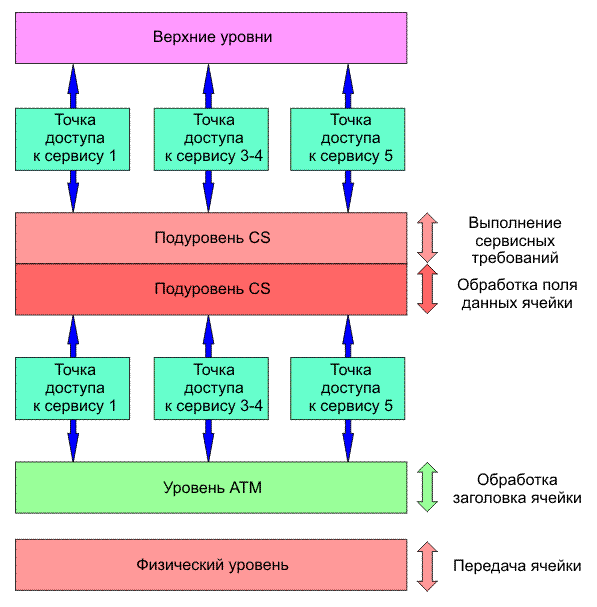 Верхние уровни
Точка
доступа
к сервису 1
Точка
доступа
к сервису 3-4
Точка
доступа
к сервису 5
Подуровень CS
Выполнение
сервисных
требований
Подуровень CS
Обработка поля
данных ячейки
Точка
доступа
к сервису 1
Точка
доступа
к сервису 3-4
Точка
доступа
к сервису 5
Уровень ATM
Обработка
заголовка ячейки
Физический уровень
Передача ячейки